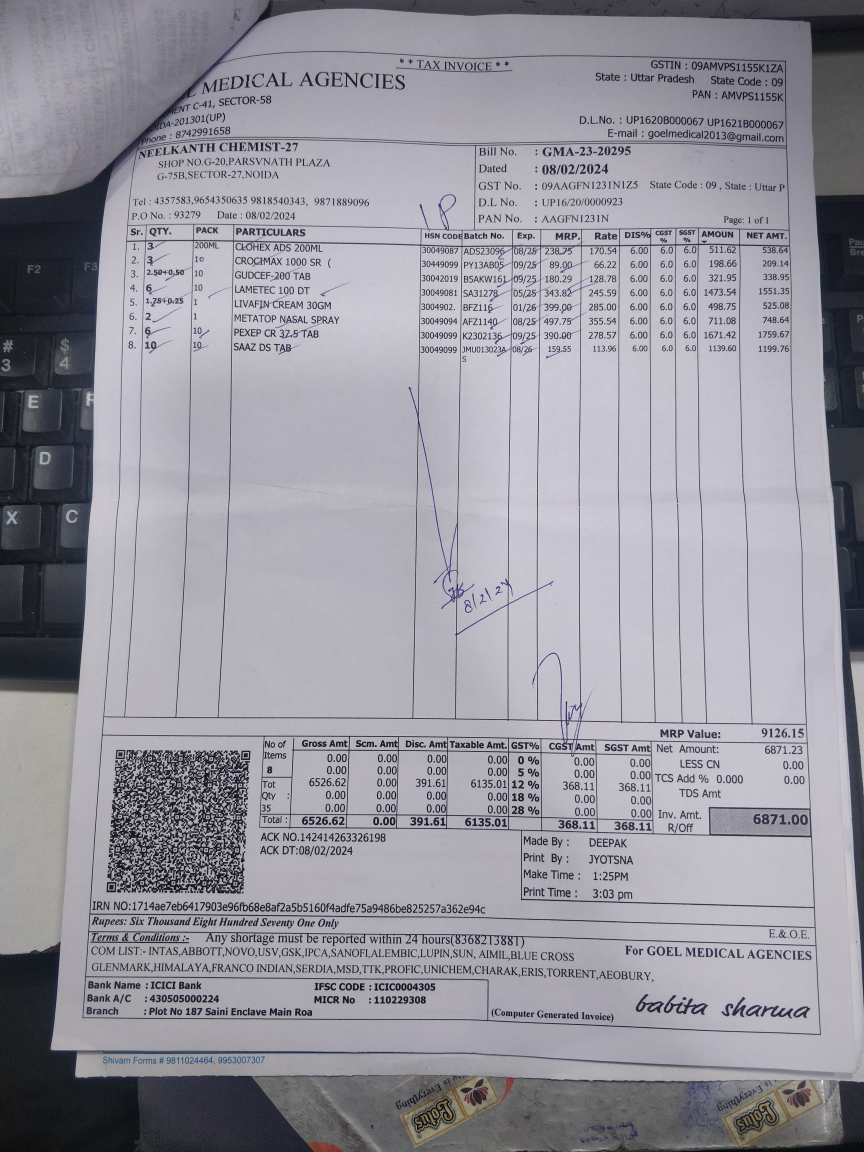 * * TAX INVOICE * *
GSTIN : 09AMVPS1155K1ZA
State : Uttar Pradesh State Code : 09
PAN : AMVPS1155K
MEDICAL AGENCIES
C-41, SECTOR-58
201301(UP)
Phone : 8742991658
D.L.No. : UP1620B000067 UP1621B000067
E-mail : goelmedical2013@gmail.com
NEELKANTH CHEMIST-27
SHOP NO.G-20,PARSVNATH PLAZA
G-75B,SECTOR-27,NOIDA
Tel : 4357583,9654350635 9818540343, 9871889096
P.O No. : 93279 Date : 08/02/2024
Bill No. : GMA-23-20295
Dated : 08/02/2024
GST No. : 09AAGFN1231N1Z5 State Code : 09 , State : Uttar P
D.L No. : UP16/20/0000923
PAN No. : AAGFN1231N Page: 1 of 1
Sr. QTY. PACK PARTICULARS HSN CODE Batch No. Exp. MRP. Rate DIS% CGST % SGST % AMOUN NET AMT.
1. 3 200ML CLOHEX ADS 200ML 30049087 ADS23096 08/25 238.75 170.54 6.00 6.0 6.0 511.62 538.64
2. 3 10 CROCIMAX 1000 SR ( 30049099 PY13AB05 09/25 89.00 66.22 6.00 6.0 6.0 198.66 209.14
3. 2.50+0.50 10 GUDCEF-200 TAB 30042019 B5AKW161 09/25 180.29 128.78 6.00 6.0 6.0 321.95 338.95
4. 6 10 LAMETEC 100 DT 30049081 SA31278 05/25 343.82 245.59 6.00 6.0 6.0 1473.54 1551.35
5. 1.75+0.25 1 LIVAFIN CREAM 30GM 3004902. BFZ116 01/26 399.00 285.00 6.00 6.0 6.0 498.75 525.08
6. 2 1 METATOP NASAL SPRAY 30049094 AFZ1140 08/25 497.75 355.54 6.00 6.0 6.0 711.08 748.64
7. 6 10 PEXEP CR 37.5 TAB 30049099 K2302136 09/25 390.00 278.57 6.00 6.0 6.0 1671.42 1759.67
8. 10 10 SAAZ DS TAB 30049099 JMU013023A 08/26 159.55 113.96 6.00 6.0 6.0 1139.60 1199.76
S
8/2/24
MRP Value: 9126.15
No of Items 8 Tot Qty : 35
Gross Amt Scm. Amt Disc. Amt Taxable Amt. GST% CGST Amt SGST Amt
0.00 0.00 0.00 0.00 0 % 0.00 0.00
0.00 0.00 0.00 0.00 5 % 0.00 0.00
6526.62 0.00 391.61 6135.01 12 % 368.11 368.11
0.00 0.00 0.00 0.00 18 % 0.00 0.00
0.00 0.00 0.00 0.00 28 % 0.00 0.00
Total : 6526.62 0.00 391.61 6135.01 368.11 368.11
Net Amount: 6871.23
LESS CN 0.00
TCS Add % 0.000 0.00
TDS Amt
Inv. Amt. 6871.00
R/Off
ACK NO.142414263326198
ACK DT:08/02/2024
Made By : DEEPAK
Print By : JYOTSNA
Make Time : 1:25PM
Print Time : 3:03 pm
IRN NO:1714ae7eb6417903e96fb68e8af2a5b5160f4adfe75a9486be825257a362e94c
Rupees: Six Thousand Eight Hundred Seventy One Only
E.& O.E.
Terms & Conditions :- Any shortage must be reported within 24 hours(8368213881)
COM LIST:- INTAS,ABBOTT,NOVO,USV,GSK,IPCA,SANOFI,ALEMBIC,LUPIN,SUN, AIMIL,BLUE CROSS
GLENMARK,HIMALAYA,FRANCO INDIAN,SERDIA,MSD,TTK,PROFIC,UNICHEM,CHARAK,ERIS,TORRENT,AEOBURY,
For GOEL MEDICAL AGENCIES
Bank Name : ICICI Bank IFSC CODE : ICIC0004305
Bank A/C : 430505000224 MICR No : 110229308
Branch : Plot No 187 Saini Enclave Main Roa
(Computer Generated Invoice)
babita sharma
Shivam Forms # 9811024464, 9953007307
Lotus
Lotus